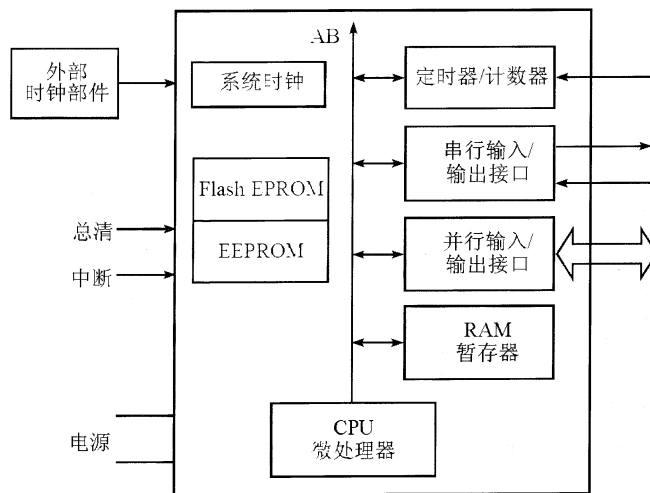 AB
外部
时钟部件
系统时钟
定时器/计数器
串行输入/
输出接口
Flash EPROM
EEPROM
总清
中断
并行输入/
输出接口
RAM
暂存器
CPU
微处理器
电源